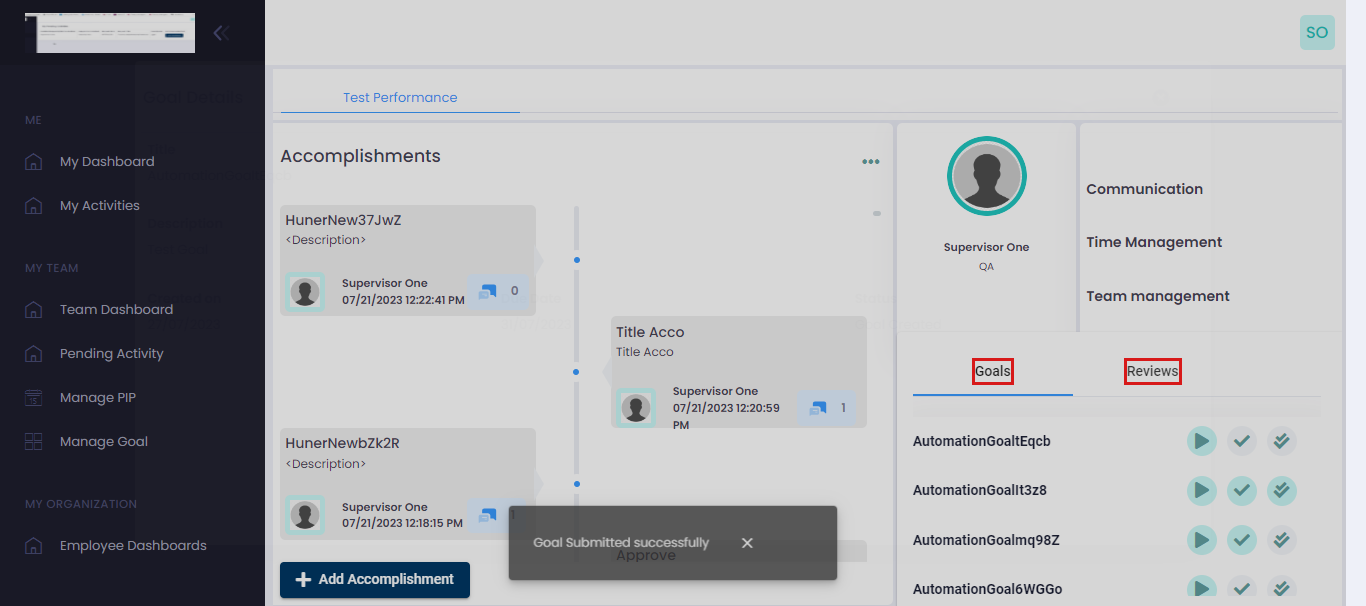 SO
Goal Details
ME
My Dashboard
My Activities
MY TEAM
Team Dashboard
Pending Activity
Manage PIP
Manage Goal
MY ORGANIZATION
Employee Dashboards
Test Performance
Accomplishments
HunerNew37JwZ
<Description>
Supervisor One
07/21/2023 12:22:41 PM
0
Title Acco
Title Acco
Supervisor One
07/21/2023 12:20:59
PM
1
HunerNewbZk2R
<Description>
Supervisor One
07/21/2023 12:18:15 PM
1
Approve
Goal Submitted successfully
Add Accomplishment
Supervisor One
QA
Communication
Time Management
Team management
Goals
Reviews
AutomationGoaltEqcb
AutomationGoalIt3z8
AutomationGoalmq98Z
AutomationGoal6WGGo